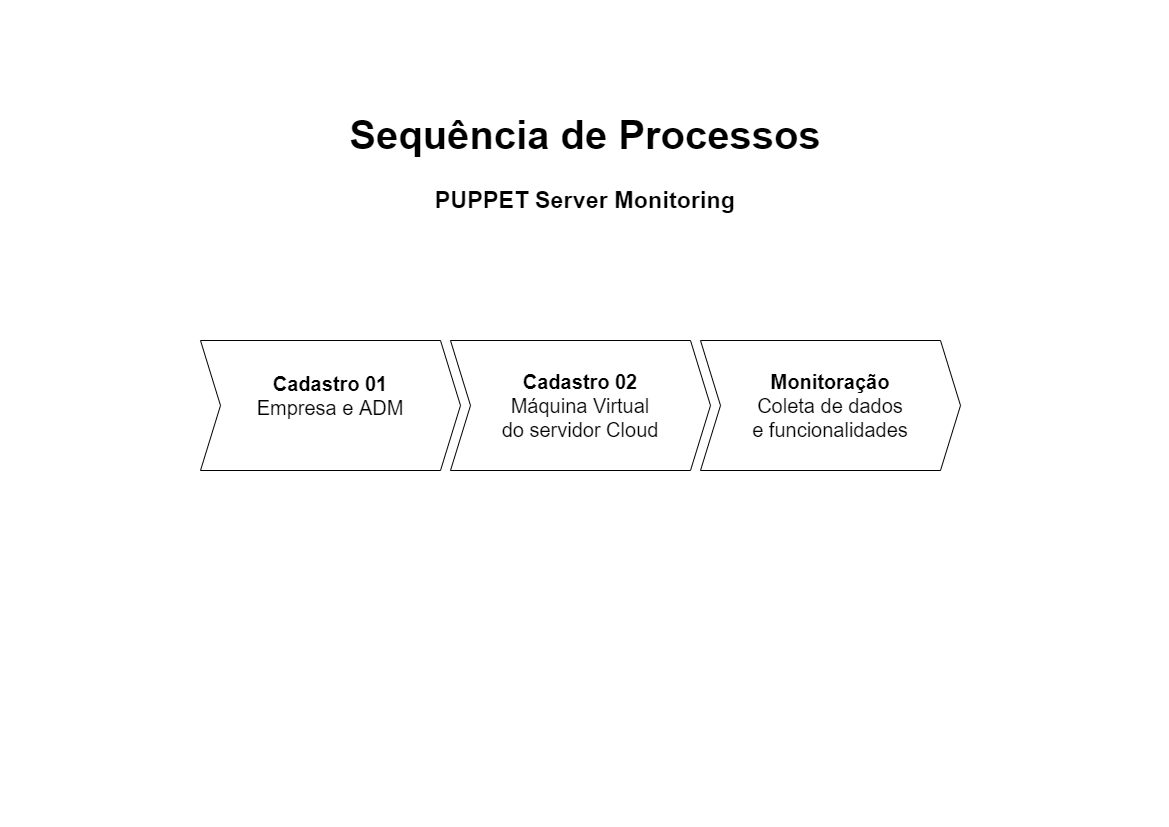 Sequência de Processos
PUPPET Server Monitoring
Cadastro 01
Empresa e ADM
Cadastro 02
Máquina Virtual
do servidor Cloud
Monitoração
Coleta de dados
e funcionalidades